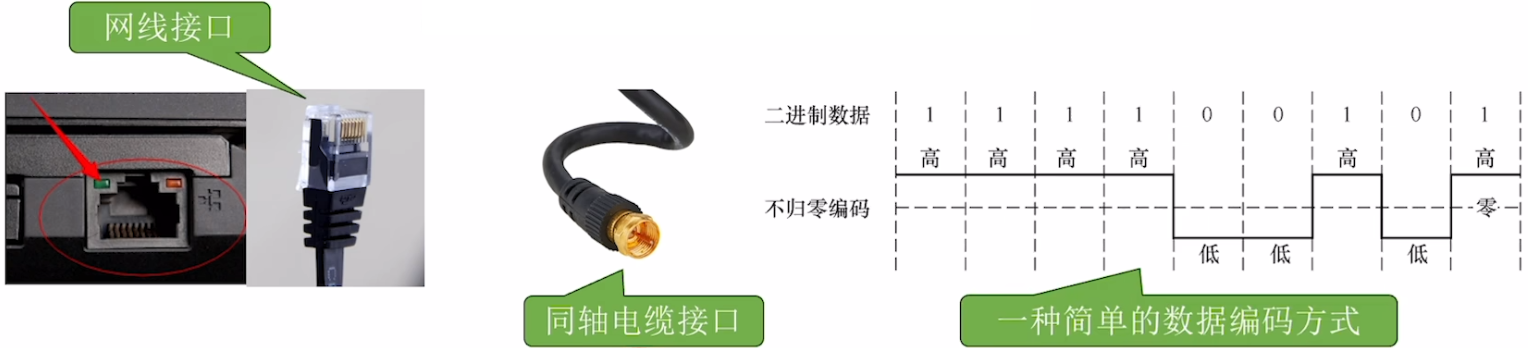 网线接口
二进制数据 1 1 1 1 0 0 1 0 1
高 高 高 高 高 高
不归零编码 零
低 低 低
同轴电缆接口
一种简单的数据编码方式